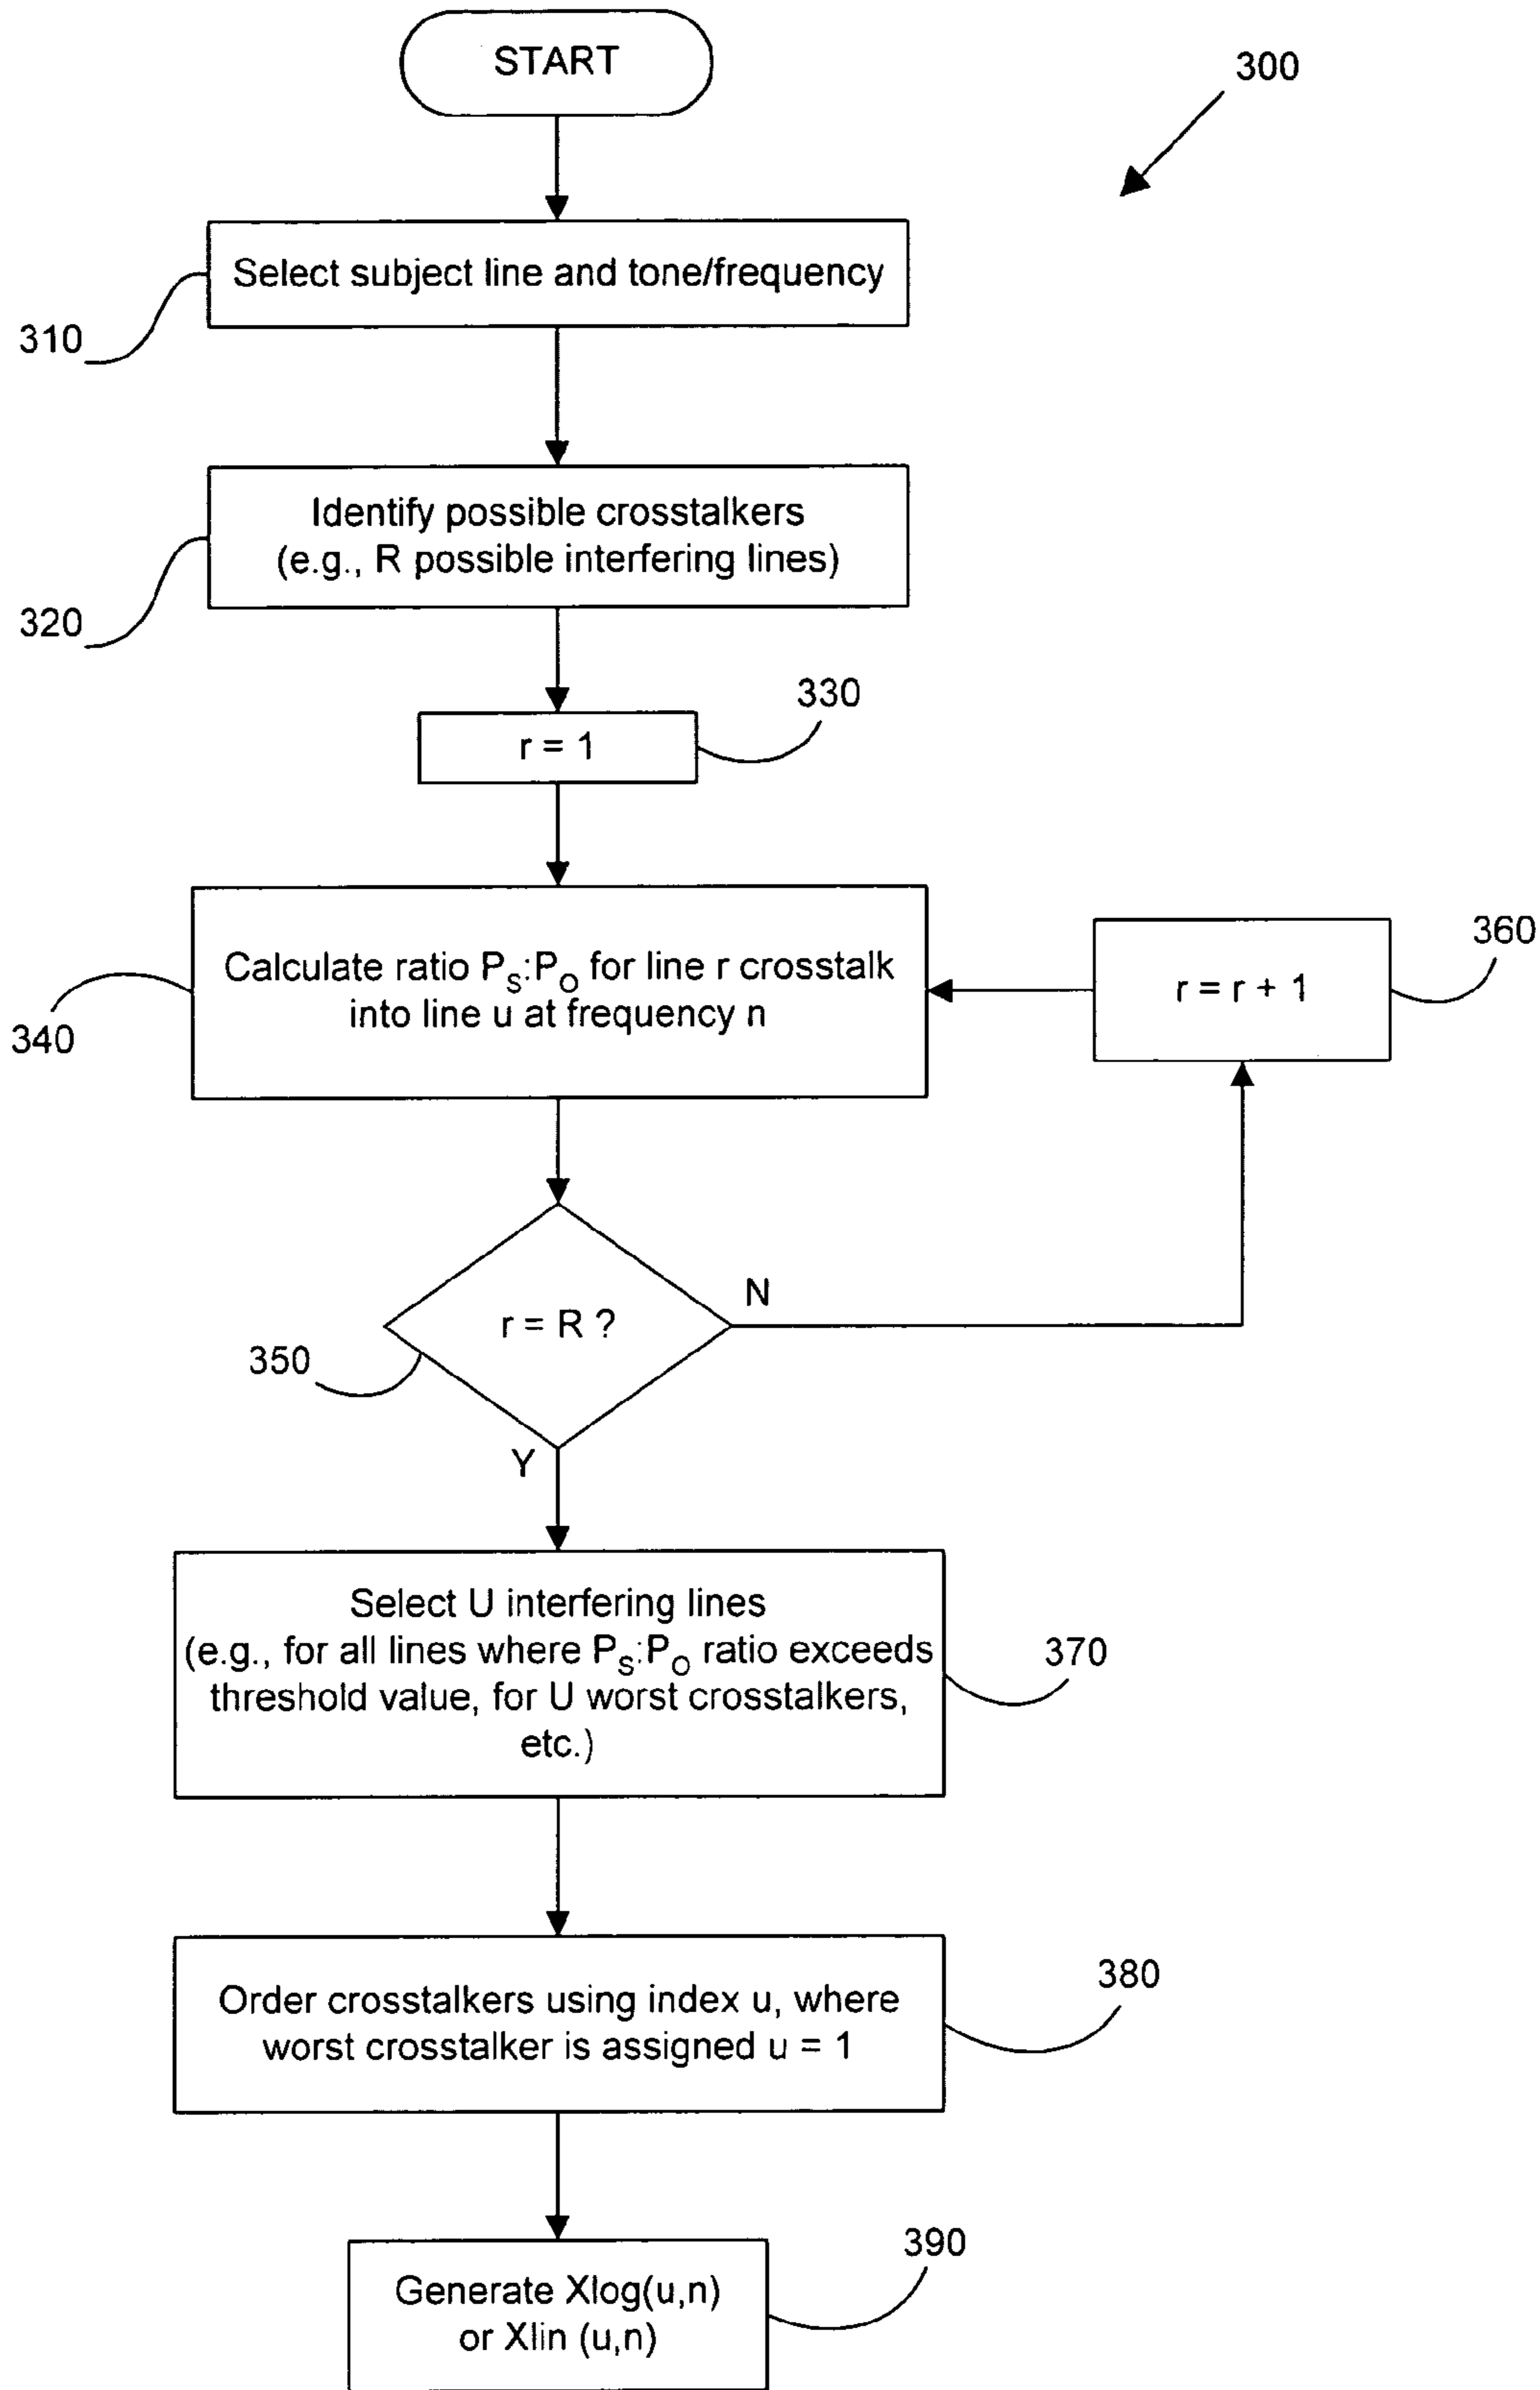 START
300
Select subject line and tone/frequency
310
Identify possible crosstalkers
(e.g., R possible interfering lines)
320
330
r = 1
360
Calculate ratio PS:PO for line r crosstalk
into line u at frequency n
r = r + 1
340
N
r = R ?
350
Y
Select U interfering lines
(e.g., for all lines where PS:PO ratio exceeds
threshold value, for U worst crosstalkers,
etc.)
370
380
Order crosstalkers using index u, where
worst crosstalker is assigned u = 1
390
Generate Xlog(u,n)
or Xlin (u,n)